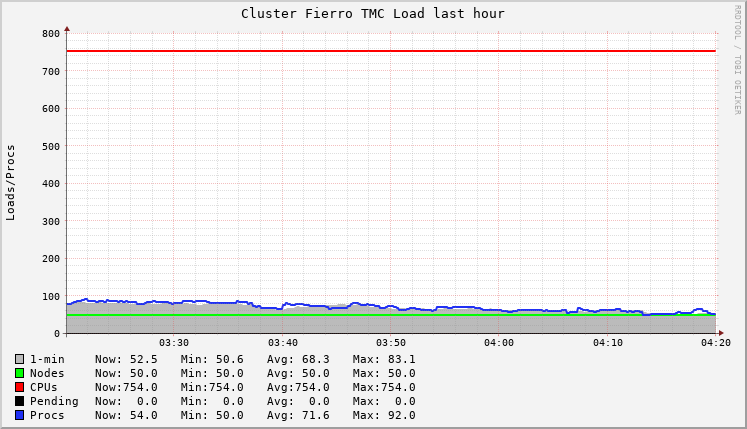 Cluster Fierro TMC Load last hour
RRDTOOL / TOBI OETIKER
Loads/Procs
800
700
600
500
400
300
200
100
0
03:30 03:40 03:50 04:00 04:10 04:20
1-min Now: 52.5 Min: 50.6 Avg: 68.3 Max: 83.1
Nodes Now: 50.0 Min: 50.0 Avg: 50.0 Max: 50.0
CPUs Now:754.0 Min:754.0 Avg:754.0 Max:754.0
Pending Now: 0.0 Min: 0.0 Avg: 0.0 Max: 0.0
Procs Now: 54.0 Min: 50.0 Avg: 71.6 Max: 92.0